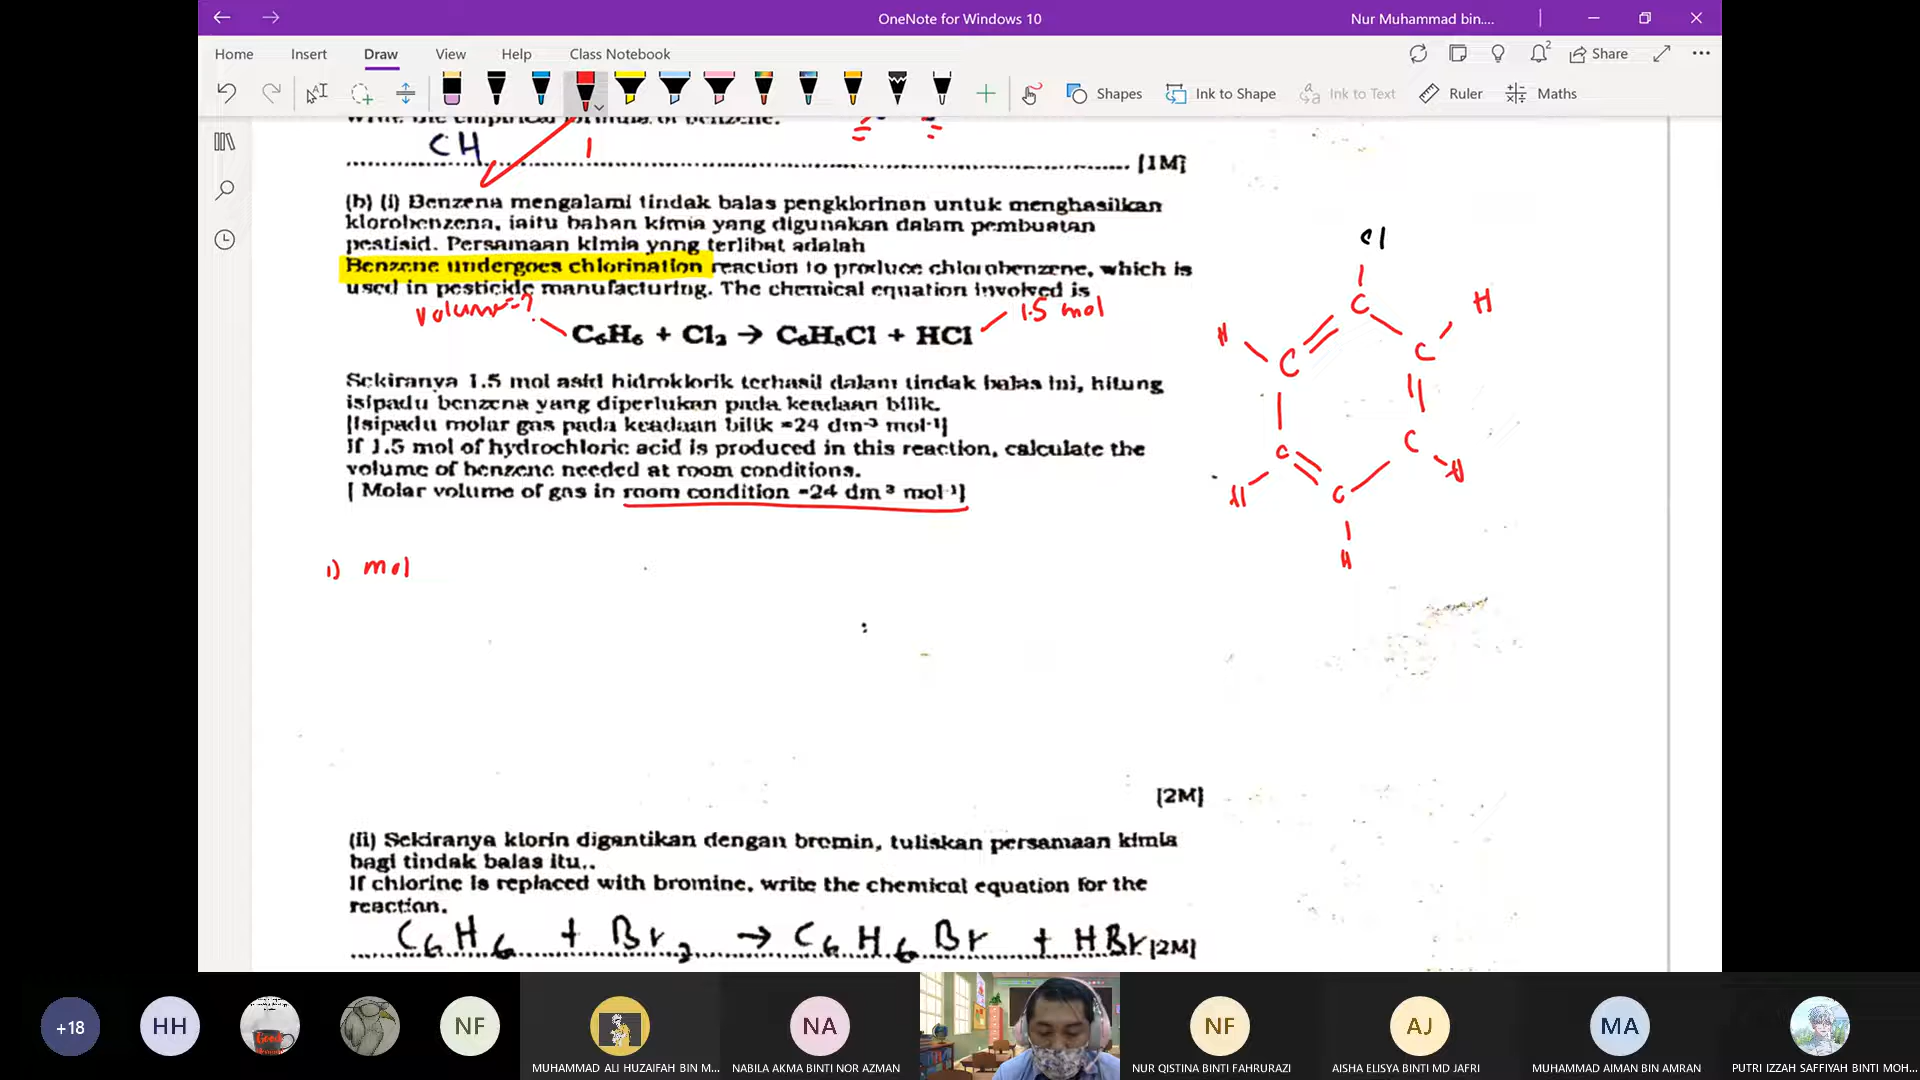 OneNote for Windows 10
Nur Muhammad bin....
Home Insert Draw View Help Class Notebook
2 Share
Shapes Ink to Shape Ink to Text Ruler Maths
Write the empirical formula of benzene.
CH
1
[1M]
(b) (i) Benzena mengalami tindak balas pengklorinan untuk menghasilkan
klorobenzena, iaitu bahan kimia yang digunakan dalam pembuatan
pestisid. Persamaan kimia yang terlibat adalah
Benzene undergoes chlorination reaction to produce chlorobenzene, which is
used in pesticide manufacturing. The chemical equation involved is
Volume=?
1.5 mol
C₆H₆ + Cl₂ → C₆H₅Cl + HCl
Sekiranya 1.5 mol asid hidroklorik terhasil dalam tindak balas ini, hitung
isipadu benzena yang diperlukan pada keadaan bilik.
[Isipadu molar gas pada keadaan bilik =24 dm⁻³ mol⁻¹]
If 1.5 mol of hydrochloric acid is produced in this reaction, calculate the
volume of benzene needed at room conditions.
[ Molar volume of gas in room condition =24 dm³ mol⁻¹]
Cl
C H
H C C
C C H
H C
H
1) mol
[2M]
(ii) Sekiranya klorin digantikan dengan bromin, tuliskan persamaan kimia
bagi tindak balas itu..
If chlorine is replaced with bromine, write the chemical equation for the
reaction.
C₆H₆ + Br₂ → C₆H₆Br + HBr [2M]
+18
HH
Good
NF
MUHAMMAD ALI HUZAIFAH BIN M...
NA
NABILA AKMA BINTI NOR AZMAN
NF
NUR QISTINA BINTI FAHRURAZI
AJ
AISHA ELISYA BINTI MD JAFRI
MA
MUHAMMAD AIMAN BIN AMRAN
PUTRI IZZAH SAFFIYAH BINTI MOH...